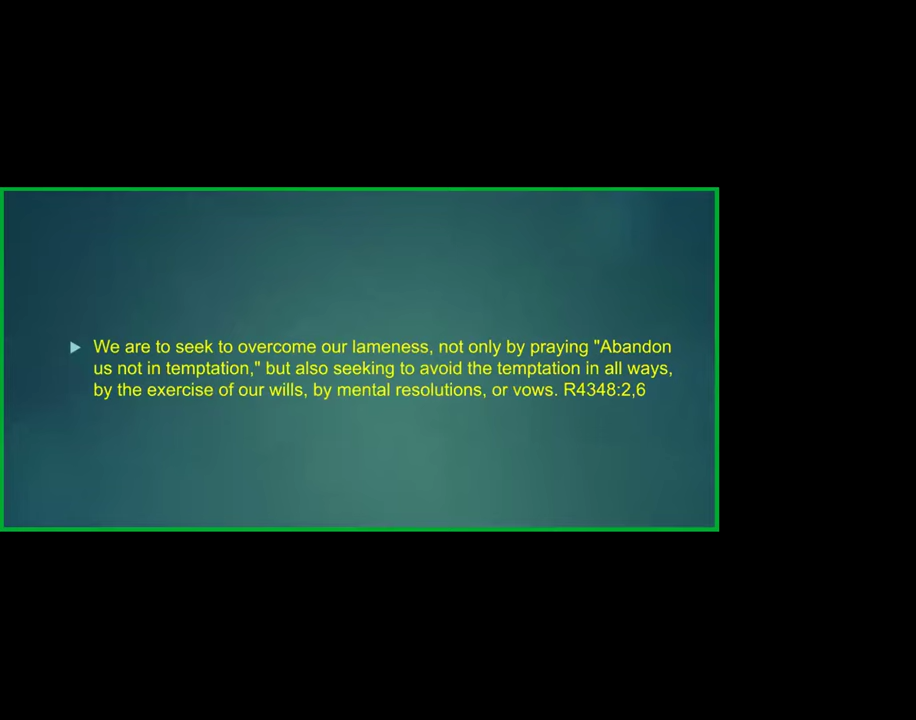 We are to seek to overcome our lameness, not only by praying "Abandon
us not in temptation," but also seeking to avoid the temptation in all ways,
by the exercise of our wills, by mental resolutions, or vows. R4348:2,6